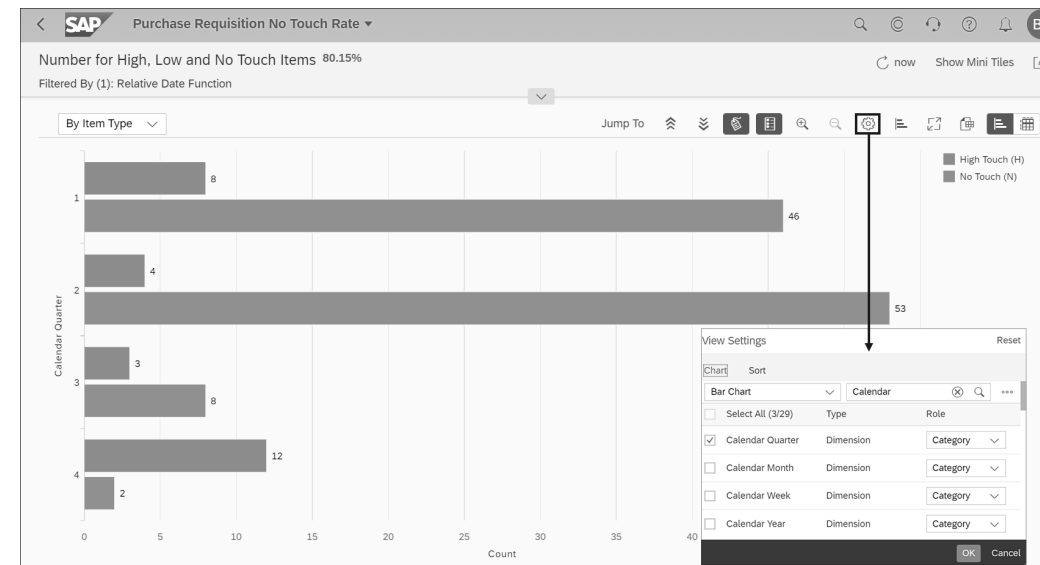 SAP Purchase Requisition No Touch Rate
Number for High, Low and No Touch Items 80.15%
now Show Mini Tiles
Filtered By (1): Relative Date Function
By Item Type Jump To
High Touch (H)
No Touch (N)
8
1
46
4
2
53
3
3
8
12
4
2
Calendar Quarter
0 5 10 15 20 25 30 35 40
Count
View Settings Reset
Chart Sort
Bar Chart Calendar
Select All (3/29) Type Role
Calendar Quarter Dimension Category
Calendar Month Dimension Category
Calendar Week Dimension Category
Calendar Year Dimension Category
OK Cancel